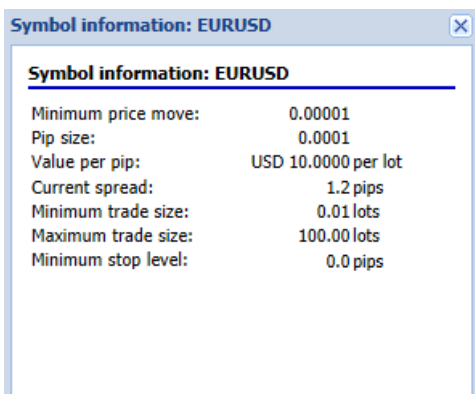 Symbol information: EURUSD
Symbol information: EURUSD
Minimum price move: 0.00001
Pip size: 0.0001
Value per pip: USD 10.0000 per lot
Current spread: 1.2 pips
Minimum trade size: 0.01 lots
Maximum trade size: 100.00 lots
Minimum stop level: 0.0 pips